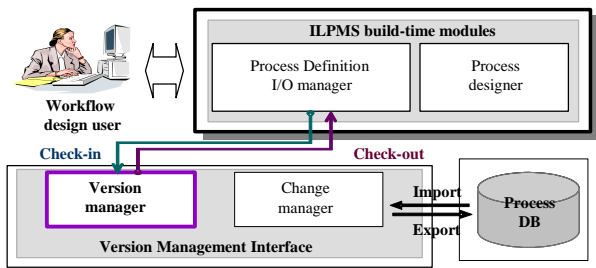 ILPMS build-time modules
Process Definition
I/O manager
Process
designer
Workflow
design user
Check-in
Check-out
Version
manager
Change
manager
Import
Export
Process
DB
Version Management Interface